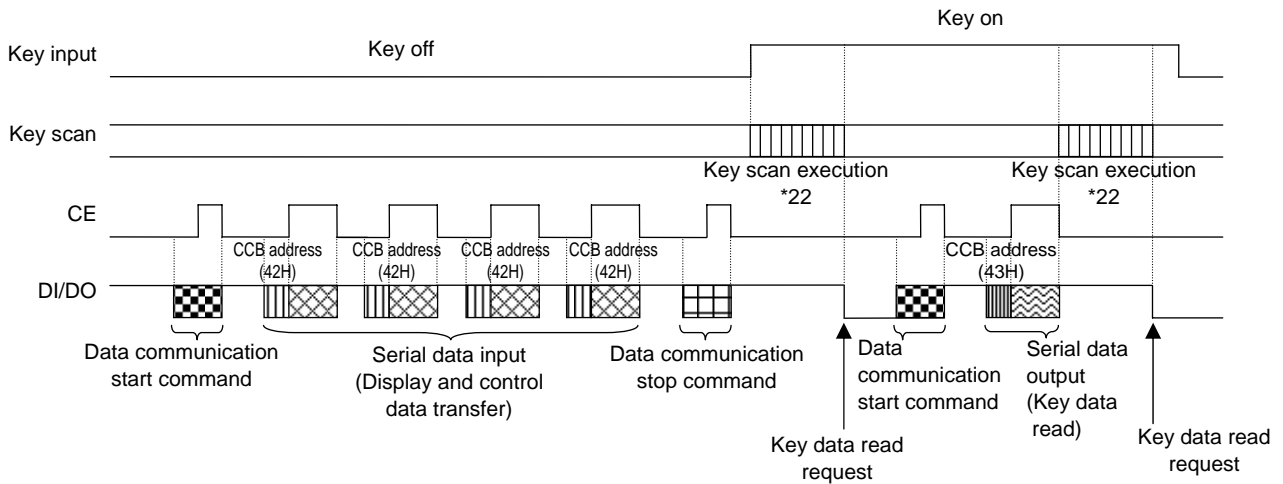 Key on
Key off
Key input
Key scan
Key scan execution
*22
Key scan execution
*22
CE
CCB address
(42H)
CCB address
(42H)
CCB address
(42H)
CCB address
(42H)
CCB address
(43H)
DI/DO
Data communication
start command
Serial data input
(Display and control
data transfer)
Data communication
stop command
Data
communication
start command
Serial data
output
(Key data
read)
Key data read
request
Key data read
request